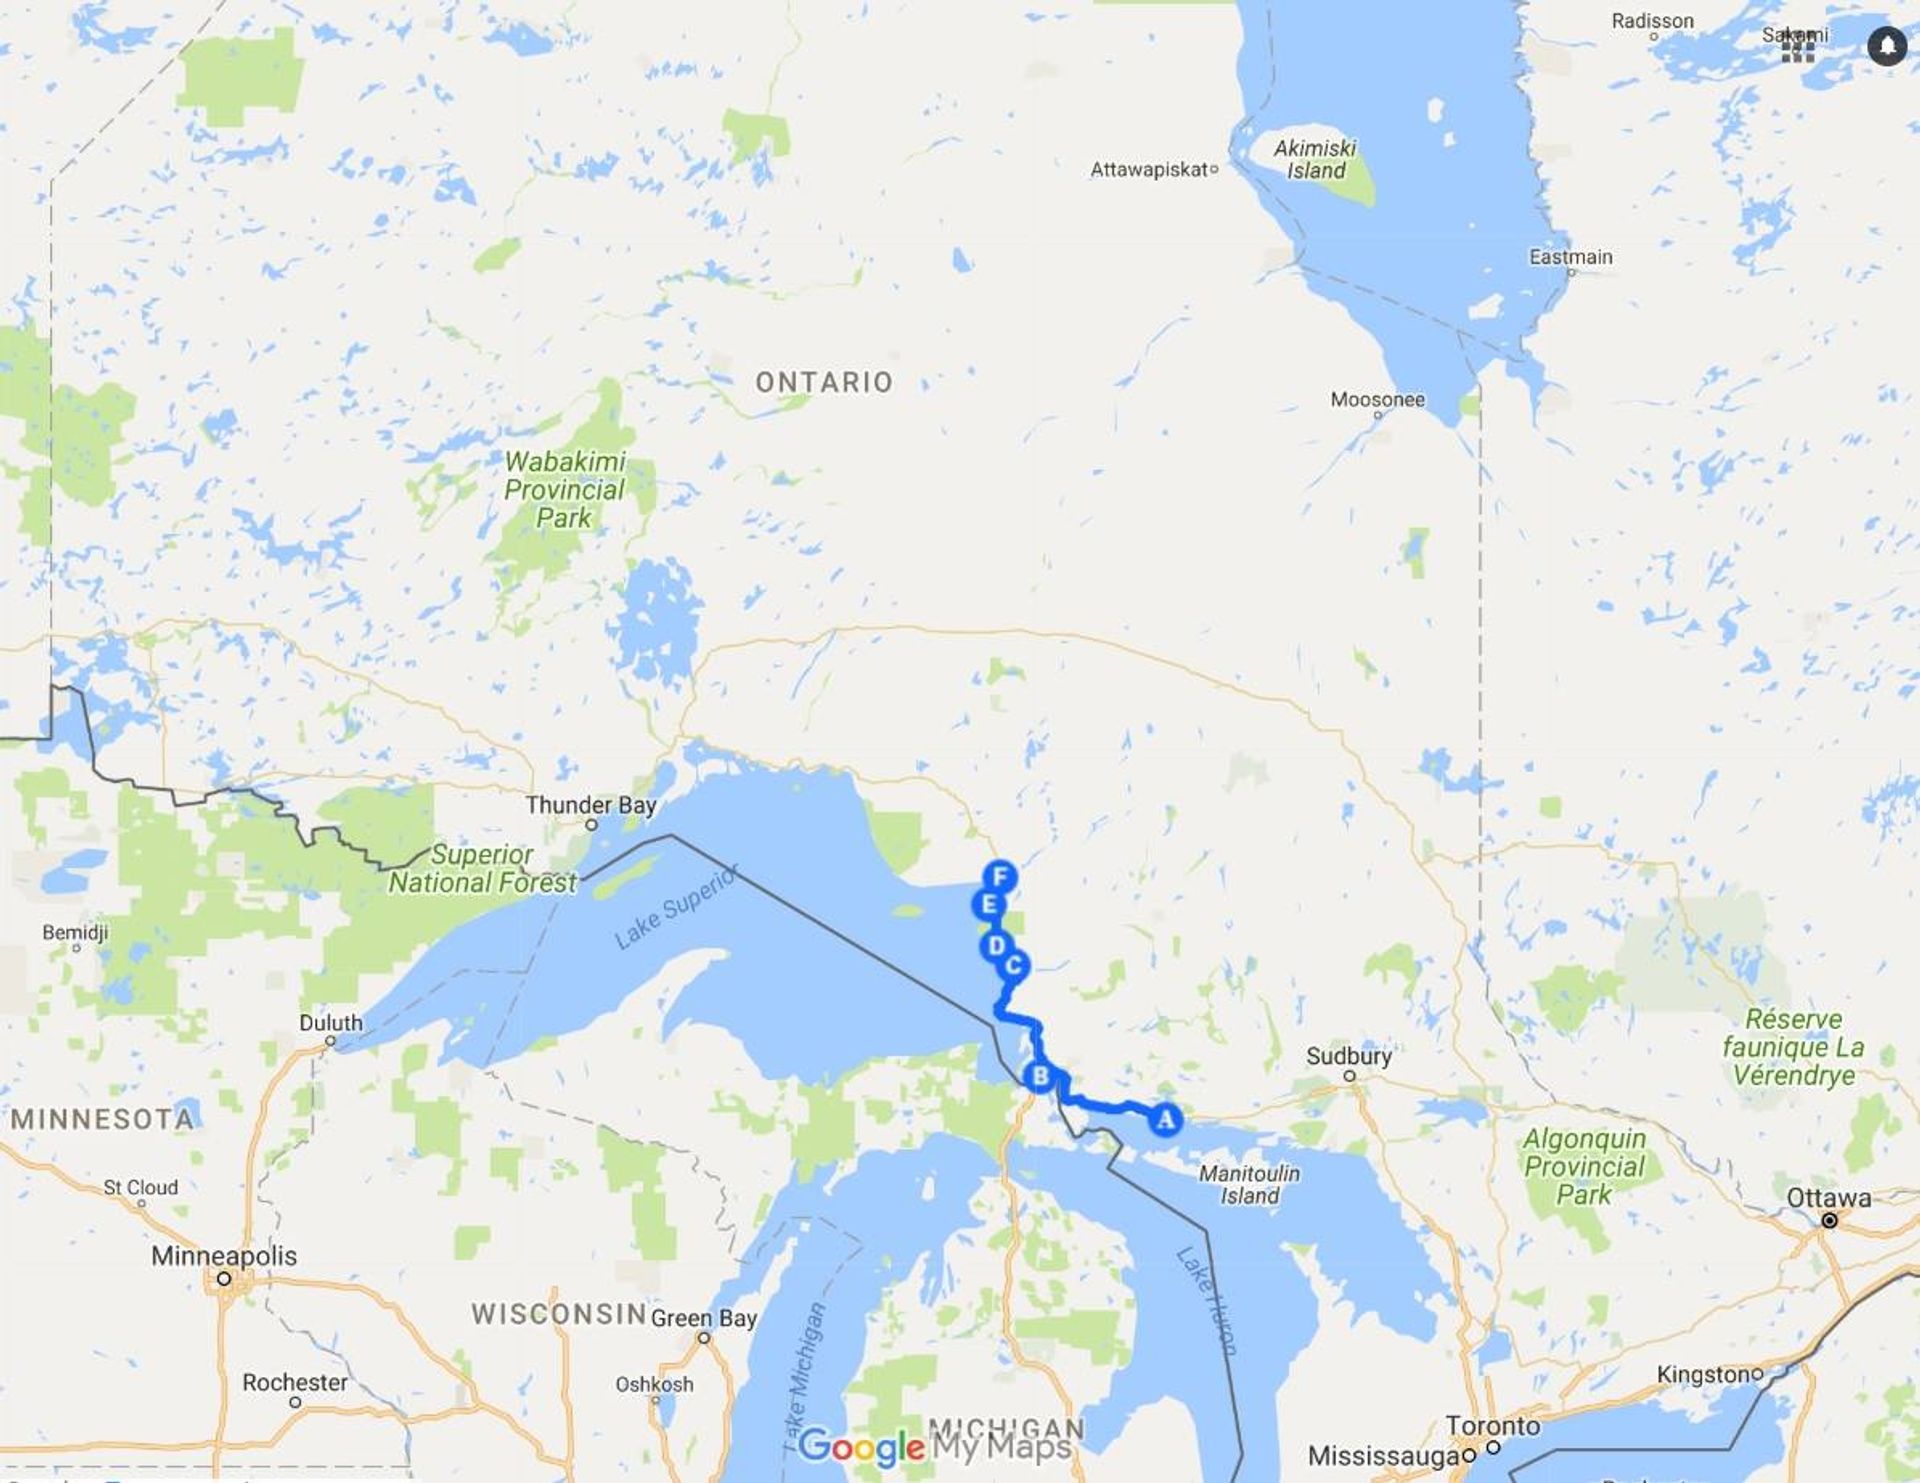 Radisson
Sakami
Akimiski
Island
Attawapiskat
Eastmain
ONTARIO
Moosonee
Wabakimi
Provincial
Park
Thunder Bay
Superior
National Forest
Lake Superior
F
E
D
C
B
A
Bemidji
Duluth
Sudbury
Réserve
faunique La
Vérendrye
MINNESOTA
Algonquin
Provincial
Park
Manitoulin
Island
St Cloud
Ottawa
Minneapolis
Lake Huron
WISCONSIN
Green Bay
Lake Michigan
Rochester
Oshkosh
Kingston
MICHIGAN
Toronto
Google My Maps
Mississauga